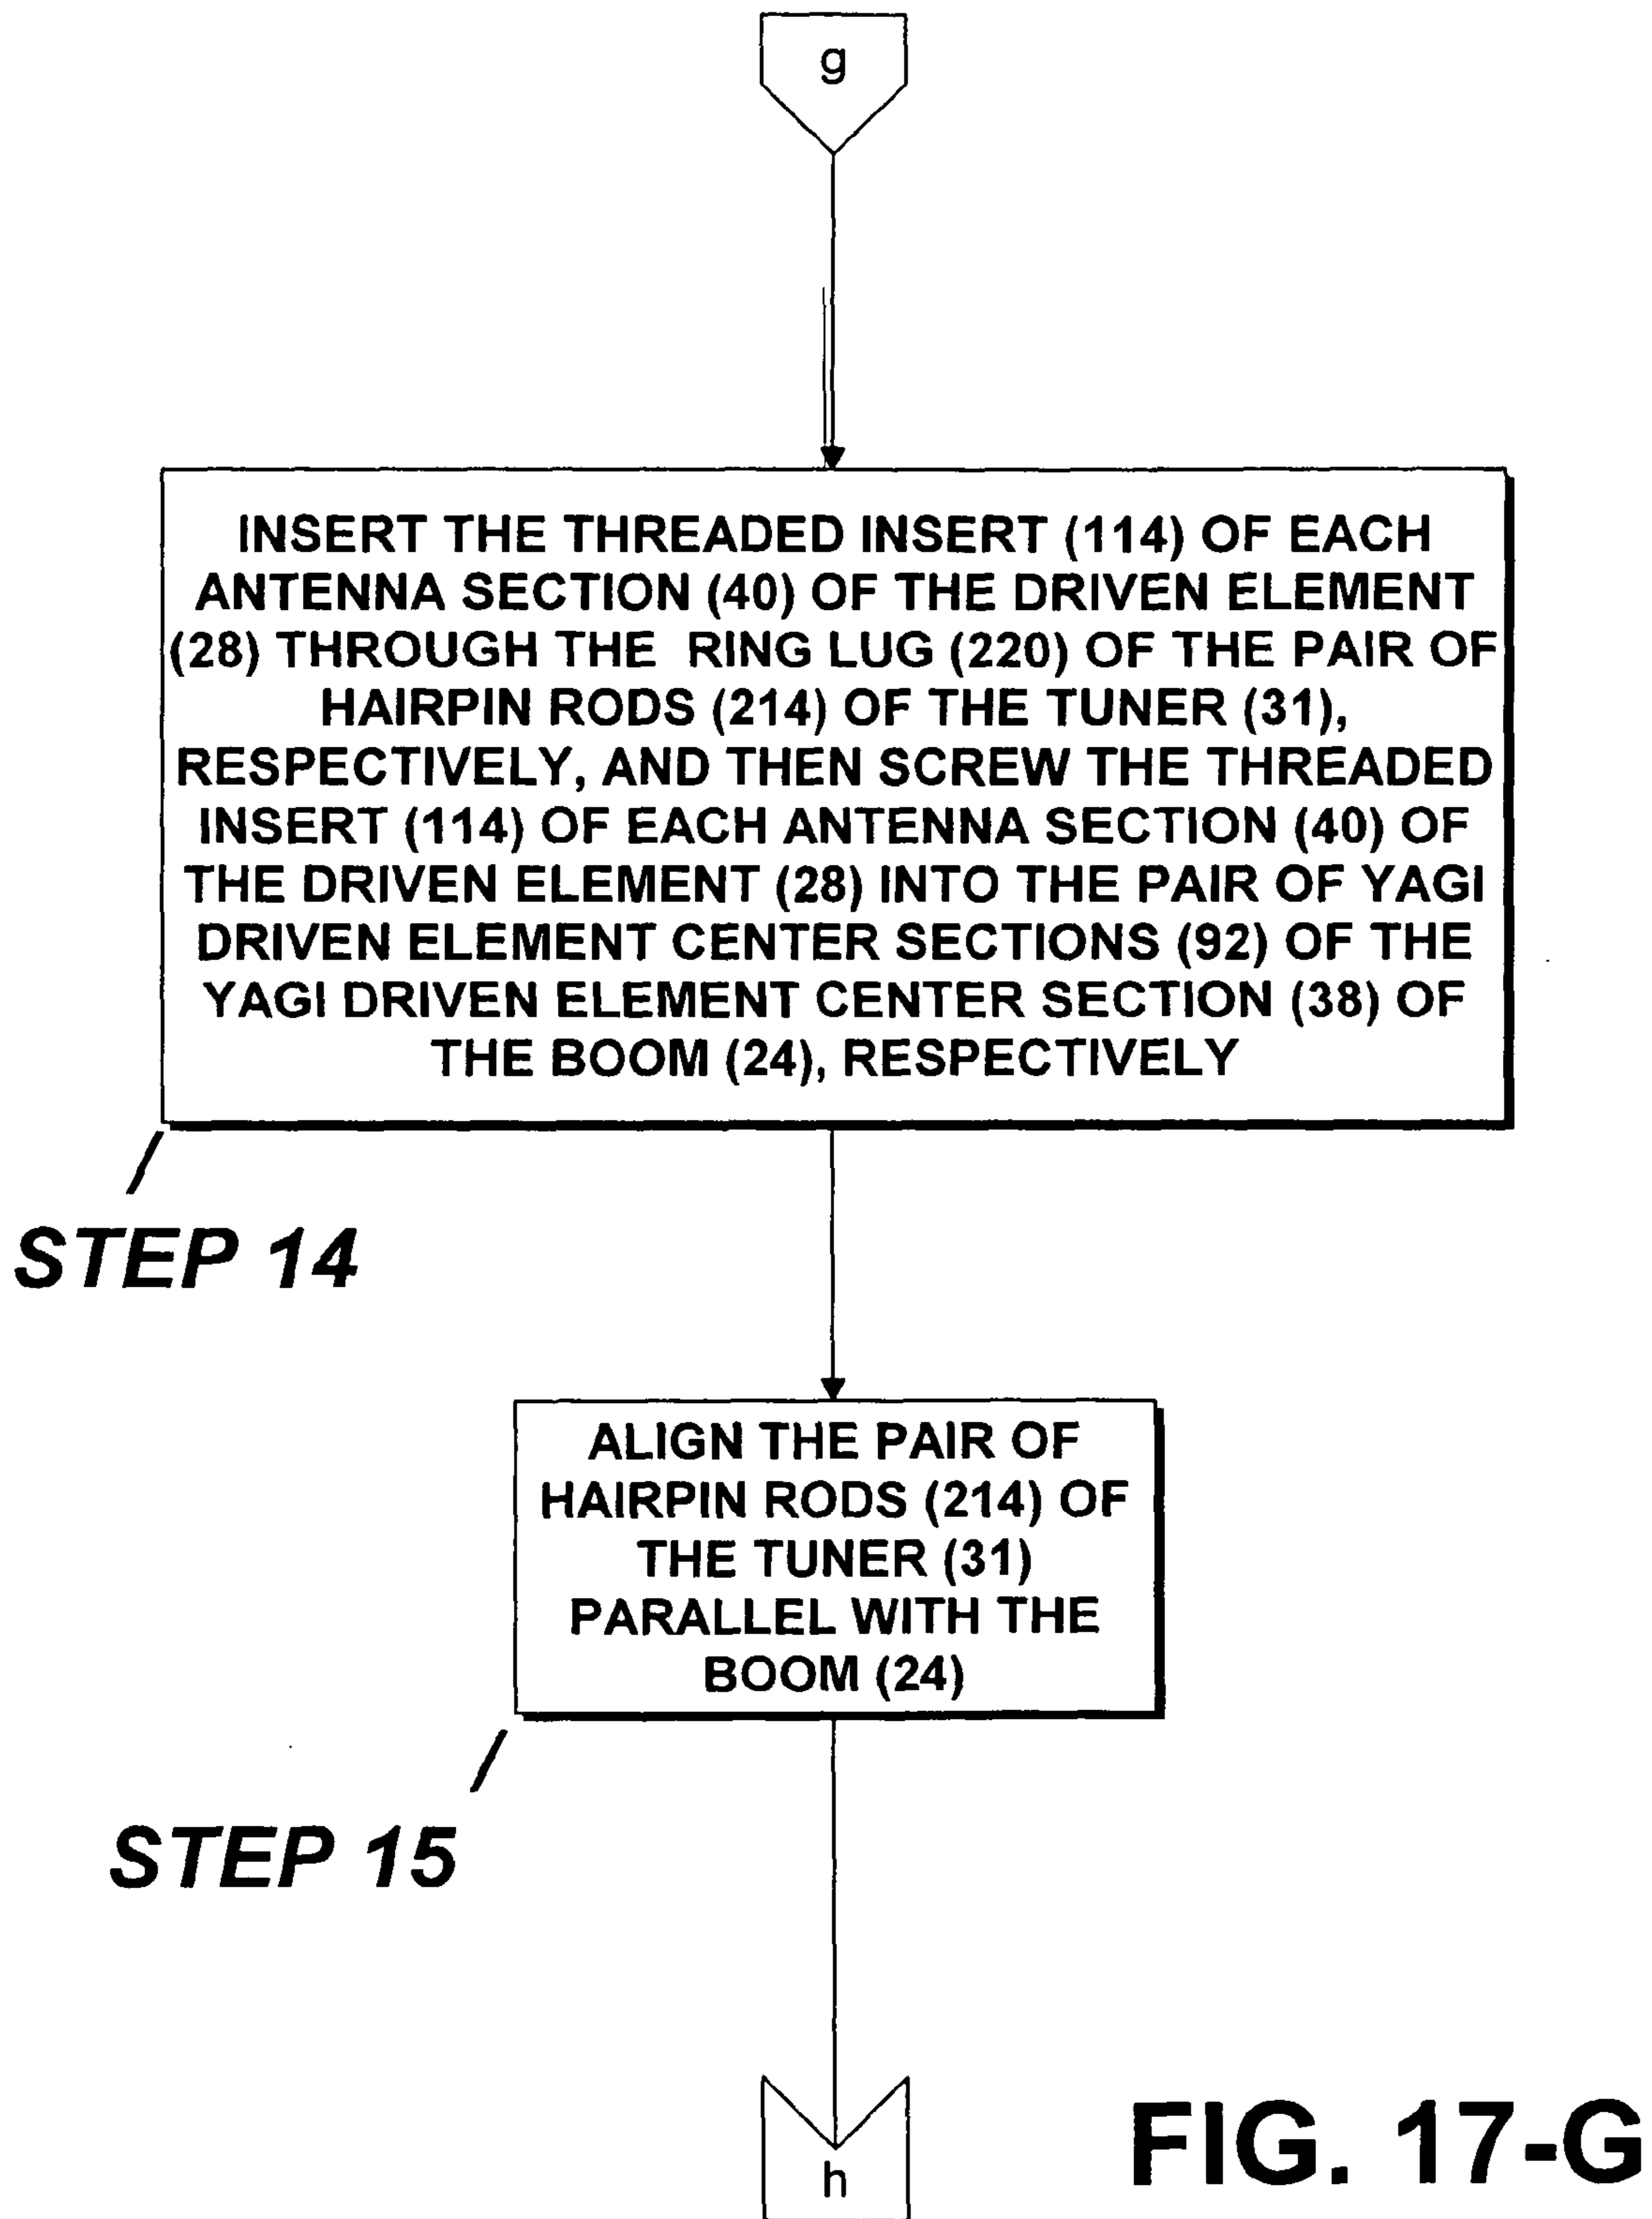 g
INSERT THE THREADED INSERT (114) OF EACH
ANTENNA SECTION (40) OF THE DRIVEN ELEMENT
(28) THROUGH THE RING LUG (220) OF THE PAIR OF
HAIRPIN RODS (214) OF THE TUNER (31),
RESPECTIVELY, AND THEN SCREW THE THREADED
INSERT (114) OF EACH ANTENNA SECTION (40) OF
THE DRIVEN ELEMENT (28) INTO THE PAIR OF YAGI
DRIVEN ELEMENT CENTER SECTIONS (92) OF THE
YAGI DRIVEN ELEMENT CENTER SECTION (38) OF
THE BOOM (24), RESPECTIVELY
STEP 14
ALIGN THE PAIR OF
HAIRPIN RODS (214) OF
THE TUNER (31)
PARALLEL WITH THE
BOOM (24)
STEP 15
h
FIG. 17-G